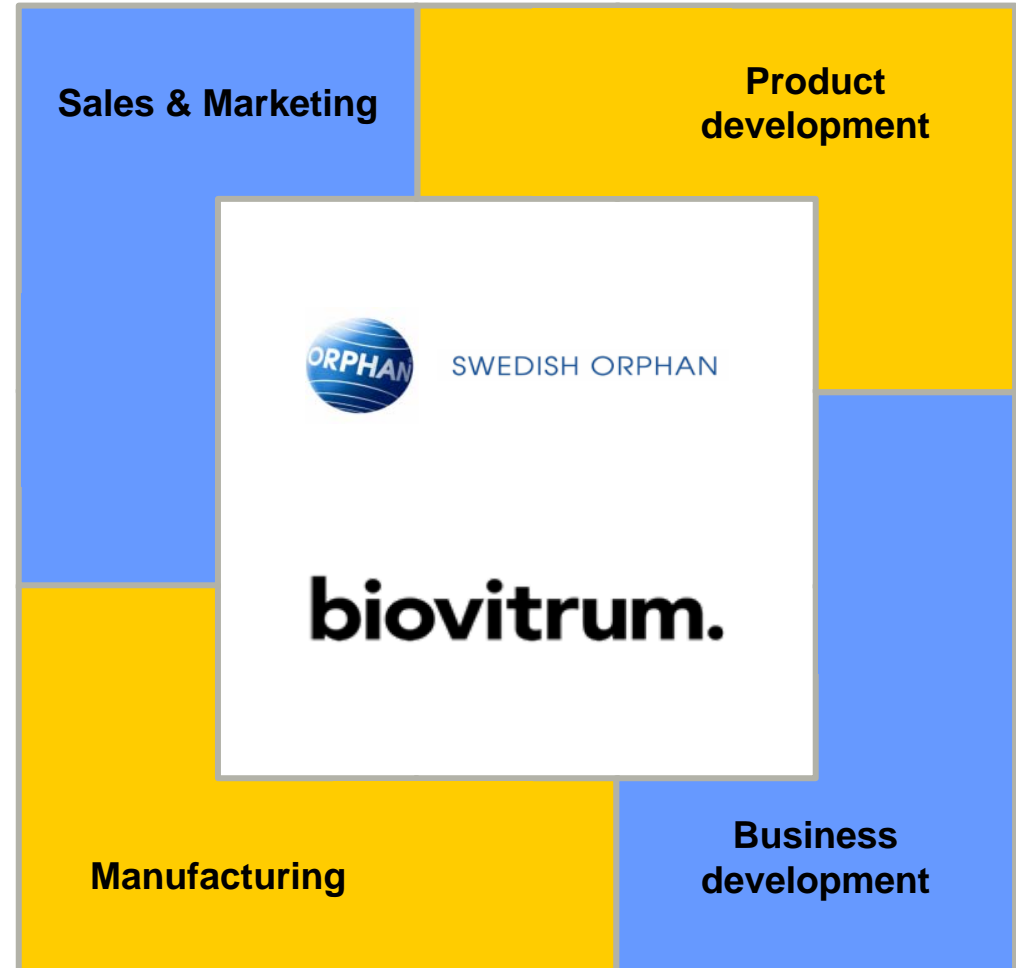 Sales & Marketing
Product
development
ORPHAN
SWEDISH ORPHAN
biovitrum.
Manufacturing
Business
development